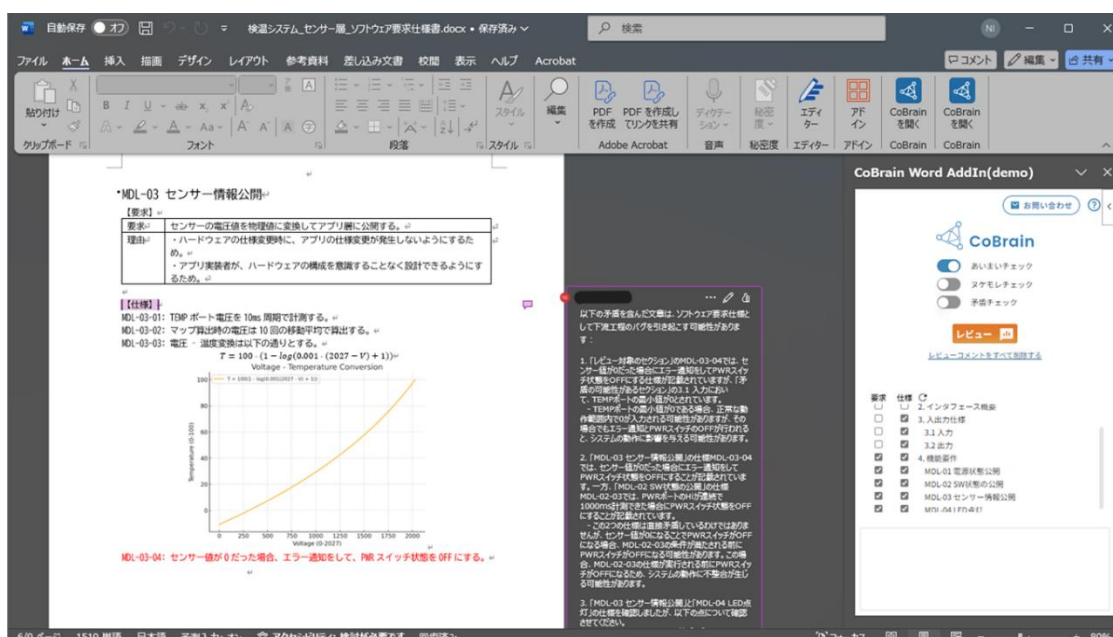 自動保存 オフ 検温システム_センサー層_ソフトウェア要求仕様書.docx • 保存済み 検索 NI
ファイル ホーム 挿入 描画 デザイン レイアウト 参考資料 差し込み文書 校閲 表示 ヘルプ Acrobat コメント 編集 共有
貼り付け スタイル 編集 PDF を作成 PDF を作成してリンクを共有 ディクテーション 秘密度 エディター アドイン CoBrain を開く CoBrain を開く
クリップボード フォント 段落 スタイル Adobe Acrobat 音声 秘密度 エディター アドイン CoBrain CoBrain
MDL-03 センサー情報公開
【要求】
要求 センサーの電圧値を物理値に変換してアプリ層に公開する。
理由 ・ハードウェアの仕様変更時に、アプリの仕様変更が発生しないようにするた
め。
・アプリ実装者が、ハードウェアの構成を意識することなく設計できるようにす
るため。
【仕様】
MDL-03-01: TEMP ポート電圧を 10ms 周期で計測する。
MDL-03-02: マップ算出時の電圧は 10 回の移動平均で算出する。
MDL-03-03: 電圧 - 温度変換は以下の通りとする。
T = 100 · (1 − log(0.001 · (2027 − V) + 1))
Voltage - Temperature Conversion
100
80
60
40
20
0
Temperature (0-100)
0 250 500 750 1000 1250 1500 1750 2000
Voltage (0-2027)
MDL-03-04: センサー値が 0 だった場合、エラー通知をして、PWR スイッチ状態を OFF にする。
以下の矛盾を含んだ文章は、ソフトウェア要求仕様と
して下流工程のバグを引き起こす可能性がありま
す：
1. 「レビュー対象のセクション」のMDL-03-04では、セ
ンサー値が0だった場合にエラー通知をしてPWRスイッ
チ状態をOFFにする仕様が記載されていますが、「矛
盾の可能性があるセクション」の3.1 入力におい
て、TEMPポートの最小値が0とされています。
- TEMPポートの最小値が0である場合、正常な動
作範囲内で0が入力される可能性がありますが、その
場合でもエラー通知とPWRスイッチのOFFが行われる
と、システムの動作に影響を与える可能性があります。
2. 「MDL-03 センサー情報公開」の仕様MDL-03-04
では、センサー値が0だった場合にエラー通知をして
PWRスイッチ状態をOFFにすることが記載されていま
す。一方、「MDL-02 SW状態の公開」の仕様
MDL-02-03では、PWRポートのHiが連続で
1000ms計測できた場合にPWRスイッチ状態をOFF
にすることが記載されています。
- この2つの仕様は直接矛盾しているわけではありま
せんが、センサー値が0になることでPWRスイッチがOFF
になる場合、MDL-02-03の条件が満たされる前に
PWRスイッチがOFFになる可能性があります。この場
合、MDL-02-03の仕様が実行される前にPWRスイッ
チがOFFになるため、システムの動作に不整合が生じ
る可能性があります。
3. 「MDL-03 センサー情報公開」と「MDL-04 LED点
灯」の仕様を確認しましたが、以下の点について確認
させてください。
CoBrain Word AddIn(demo)
お問い合わせ
CoBrain
あいまいチェック
ヌケモレチェック
矛盾チェック
レビュー
レビューコメントをすべて削除する
要求 仕様
2. インタフェース概要
3. 入出力仕様
3.1 入力
3.2 出力
4. 機能要件
MDL-01 電源状態公開
MDL-02 SW状態の公開
MDL-03 センサー情報公開
MDL-04 LED点灯